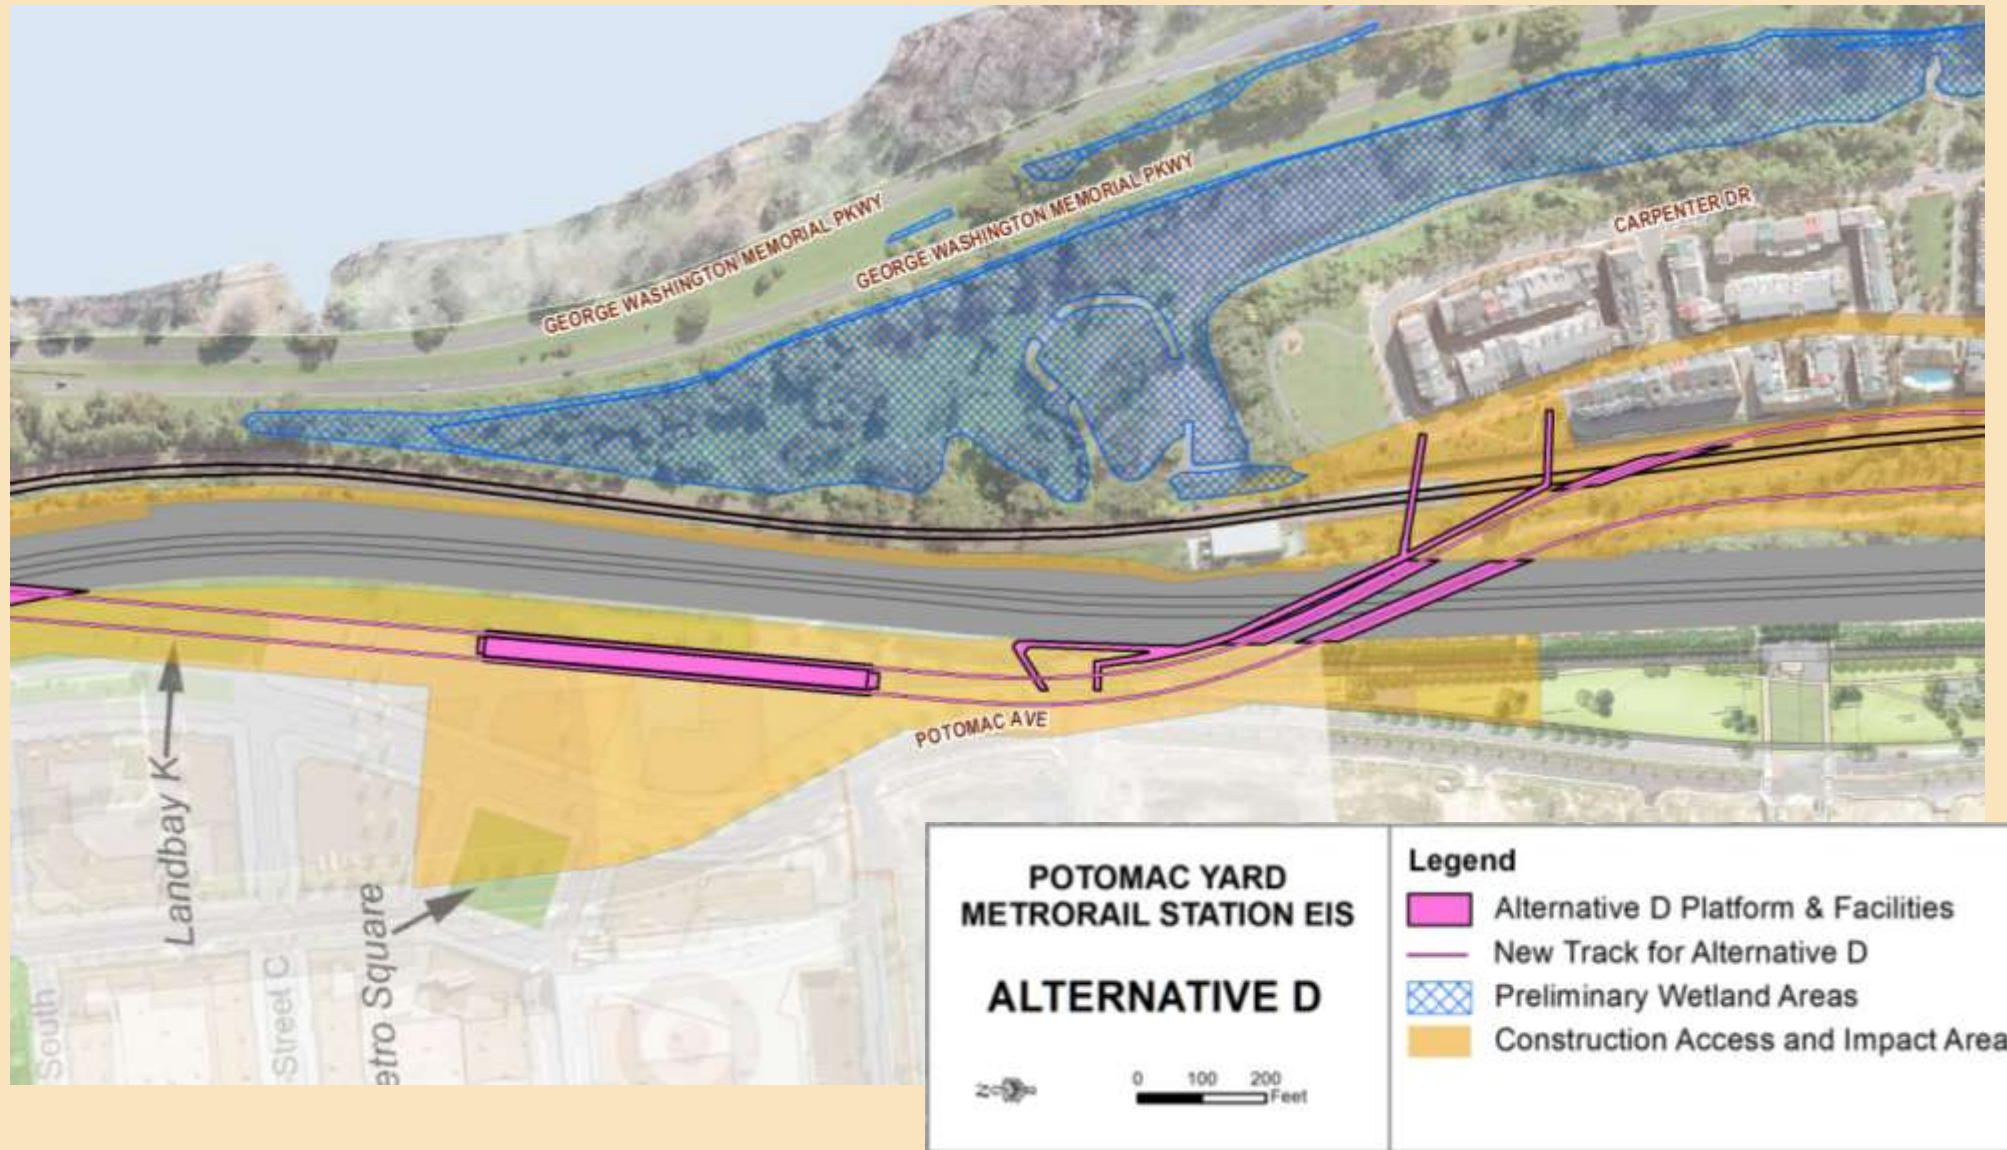 GEORGE WASHINGTON MEMORIAL PKWY
GEORGE WASHINGTON MEMORIAL PKWY
CARPENTER DR
POTOMAC AVE
Landbay K
etro Square
Street C
South
POTOMAC YARD
METRORAIL STATION EIS
ALTERNATIVE D
N
0 100 200
Feet
Legend
Alternative D Platform & Facilities
New Track for Alternative D
Preliminary Wetland Areas
Construction Access and Impact Area